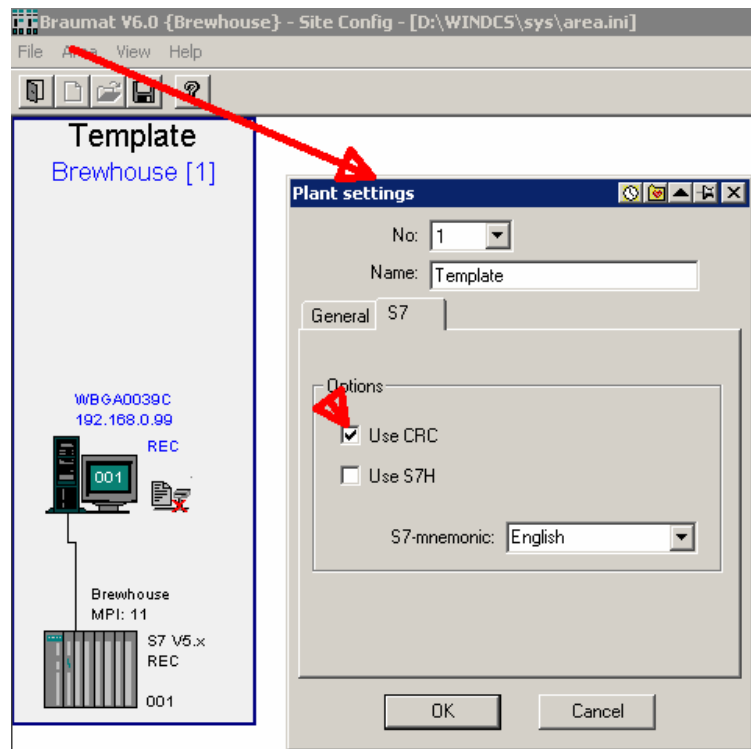 Braumat V6.0 {Brewhouse} - Site Config - [D:\WINDCS\sys\area.ini]
File Area View Help
Template
Brewhouse [1]
WBGA0039C
192.168.0.99
REC
001
Brewhouse
MPI: 11
S7 V5.x
REC
001
Plant settings
No: 1
Name: Template
General S7
Options
Use CRC
Use S7H
S7-mnemonic: English
OK Cancel